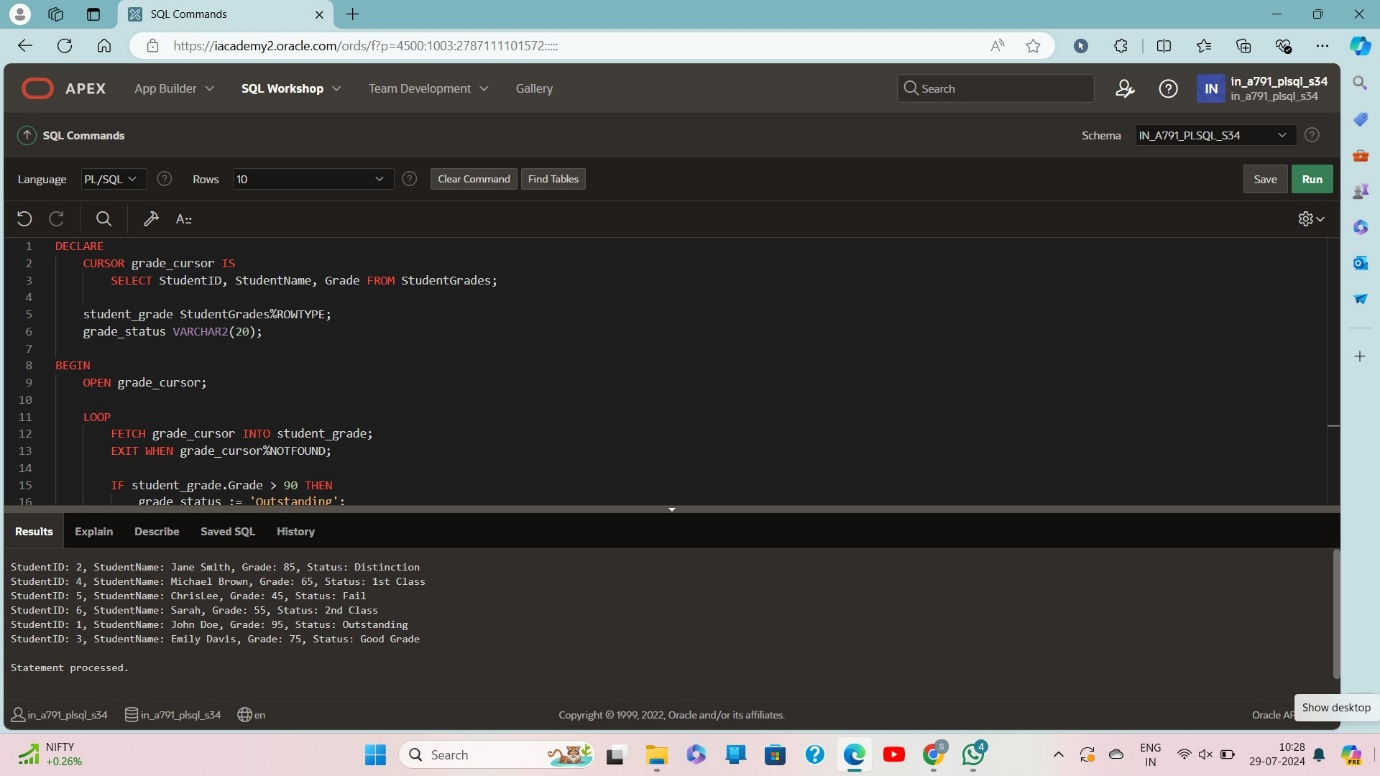 SQL Commands
https://iacademy2.oracle.com/ords/f?p=4500:1003:2787111101572:::::
APEX App Builder SQL Workshop Team Development Gallery Search IN in_a791_plsql_s34
in_a791_plsql_s34
SQL Commands Schema IN_A791_PLSQL_S34
Language PL/SQL Rows 10 Clear Command Find Tables Save Run
1 DECLARE
2 CURSOR grade_cursor IS
3 SELECT StudentID, StudentName, Grade FROM StudentGrades;
4
5 student_grade StudentGrades%ROWTYPE;
6 grade_status VARCHAR2(20);
7
8 BEGIN
9 OPEN grade_cursor;
10
11 LOOP
12 FETCH grade_cursor INTO student_grade;
13 EXIT WHEN grade_cursor%NOTFOUND;
14
15 IF student_grade.Grade > 90 THEN
16 grade_status := 'Outstanding';
Results Explain Describe Saved SQL History
StudentID: 2, StudentName: Jane Smith, Grade: 85, Status: Distinction
StudentID: 4, StudentName: Michael Brown, Grade: 65, Status: 1st Class
StudentID: 5, StudentName: ChrisLee, Grade: 45, Status: Fail
StudentID: 6, StudentName: Sarah, Grade: 55, Status: 2nd Class
StudentID: 1, StudentName: John Doe, Grade: 95, Status: Outstanding
StudentID: 3, StudentName: Emily Davis, Grade: 75, Status: Good Grade
Statement processed.
Show desktop
in_a791_plsql_s34 in_a791_plsql_s34 en Copyright © 1999, 2022, Oracle and/or its affiliates. Oracle AP
NIFTY
+0.26%
Search
ENG
IN
10:28
29-07-2024